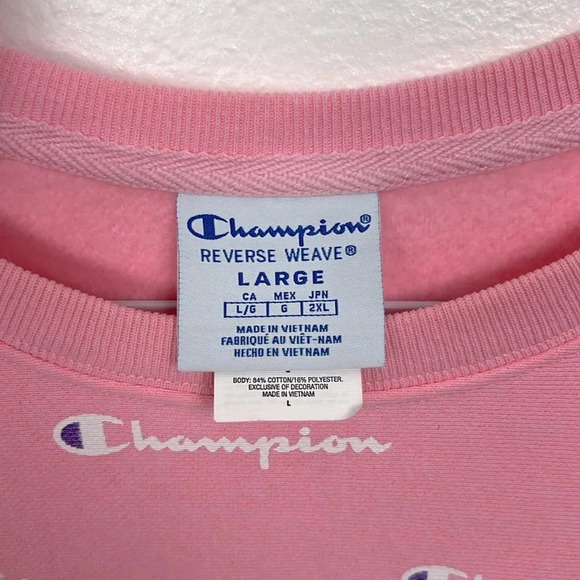 Champion®
REVERSE WEAVE®
LARGE
CA MEX JPN
L/G G 2XL
MADE IN VIETNAM
FABRIQUÉ AU VIÊT-NAM
HECHO EN VIETNAM
BODY: 84% COTTON/16% POLYESTER.
EXCLUSIVE OF DECORATION
MADE IN VIETNAM
L
Champion